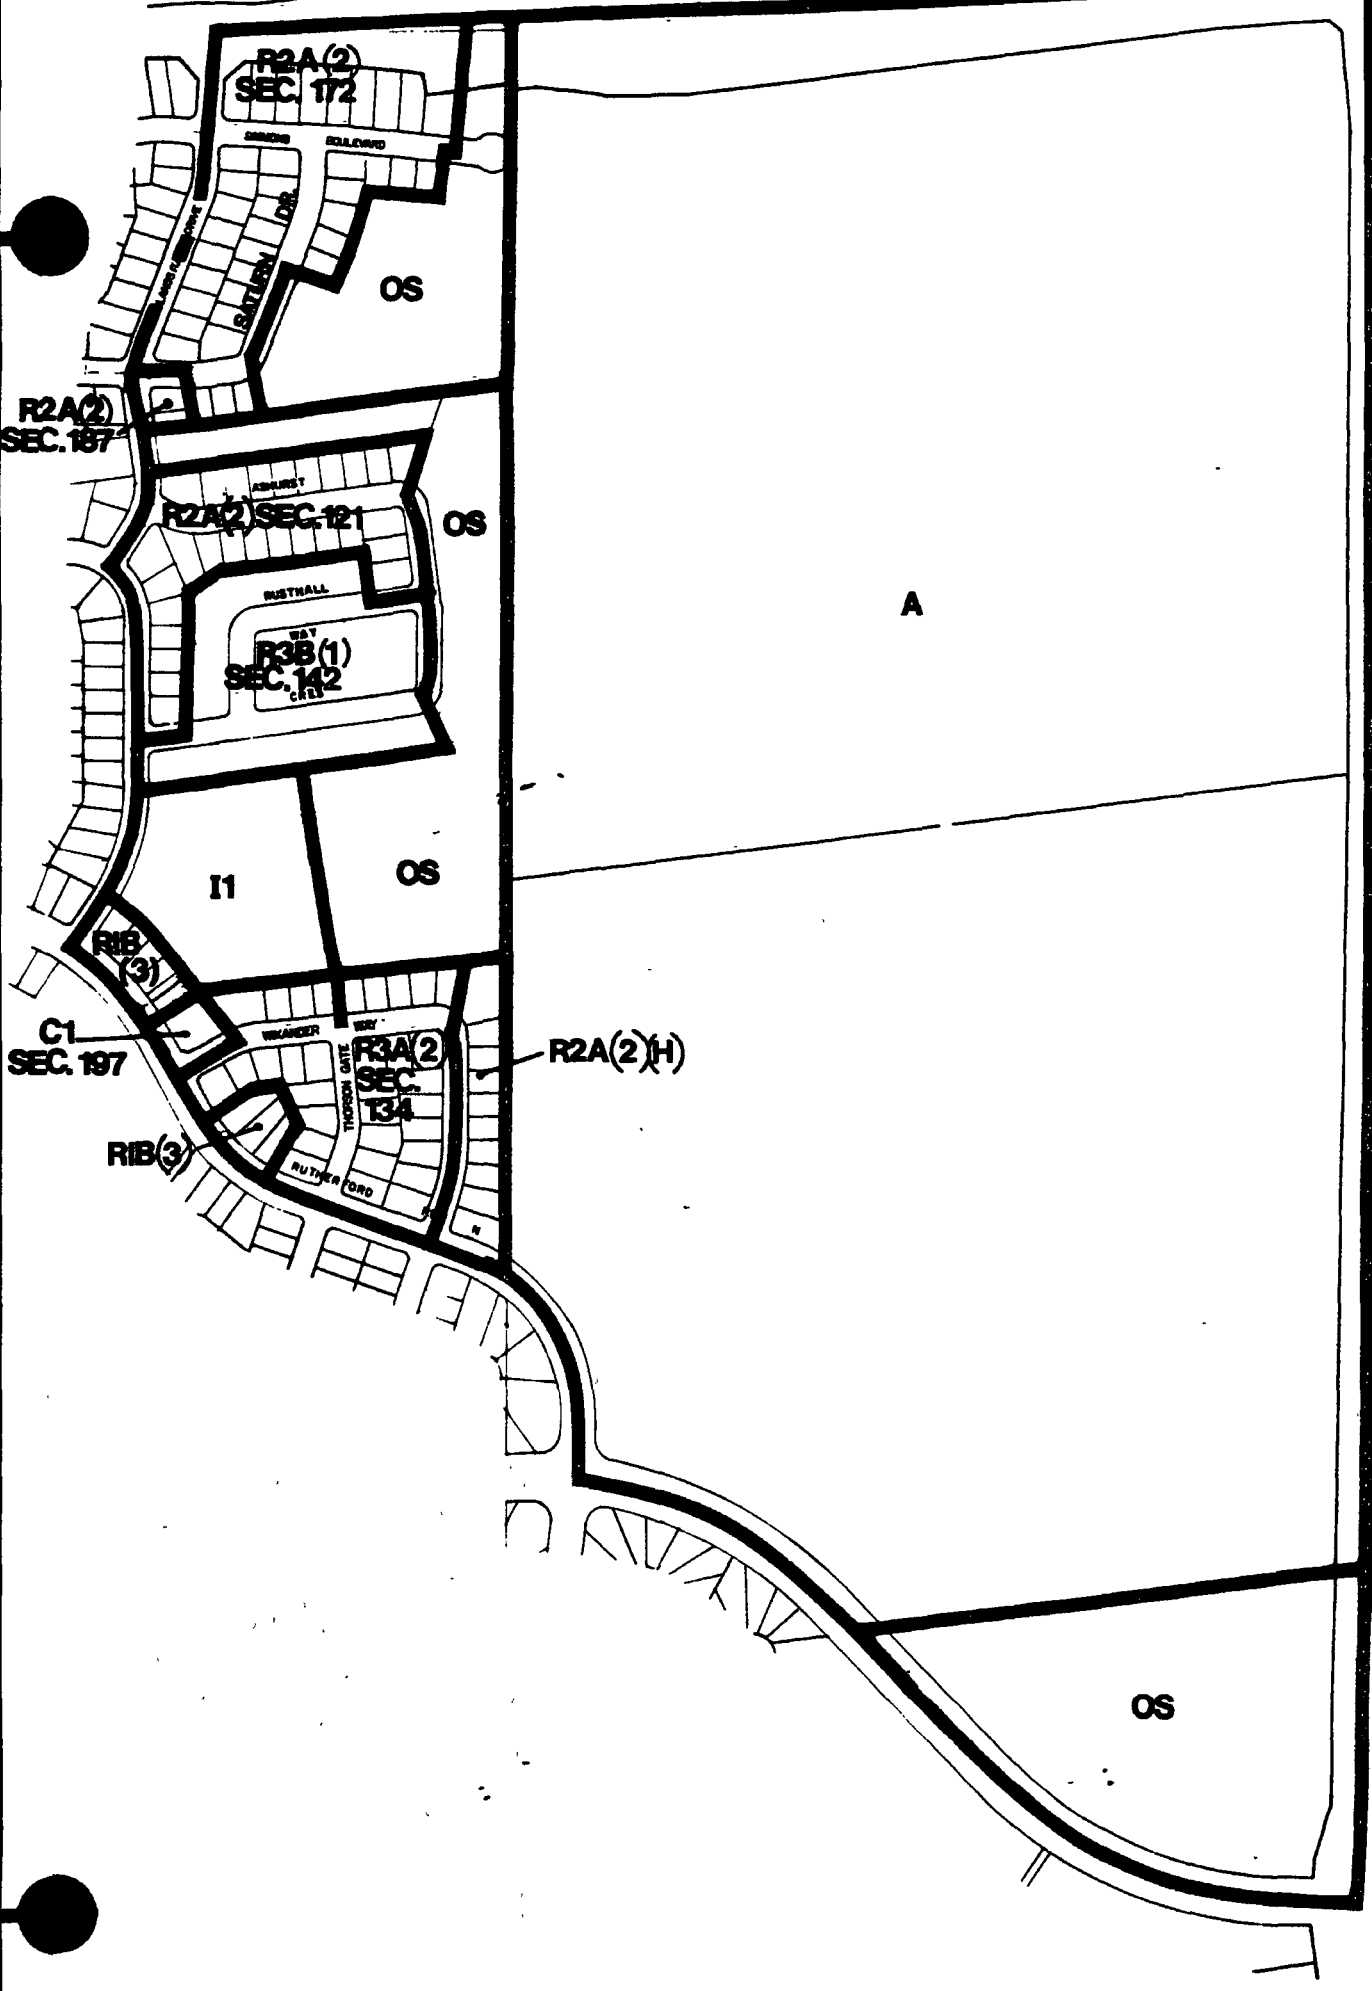 R2A(2)
SEC. 172
SIMMONS BOULEVARD
DRIVE
SATURN DR.
OS
R2A(2)
SEC. 187
ASHURST
R2A(2) SEC. 121
OS
RUSTHALL
WAY
R3B(1)
SEC. 142
CRES
A
I1
OS
R1B
(3)
C1
SEC. 197
WIKANDER WAY
THORSON GATE
R3A(2)
SEC.
134
R2A(2)(H)
R1B(3)
RUTHERFORD
OS